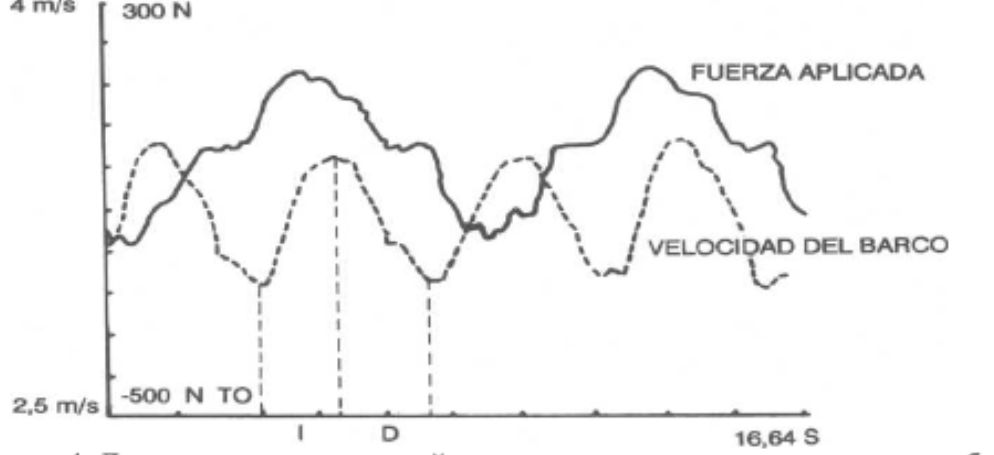 4 m/s
300 N
FUERZA APLICADA
VELOCIDAD DEL BARCO
-500 N TO
2,5 m/s
I D
16,64 S